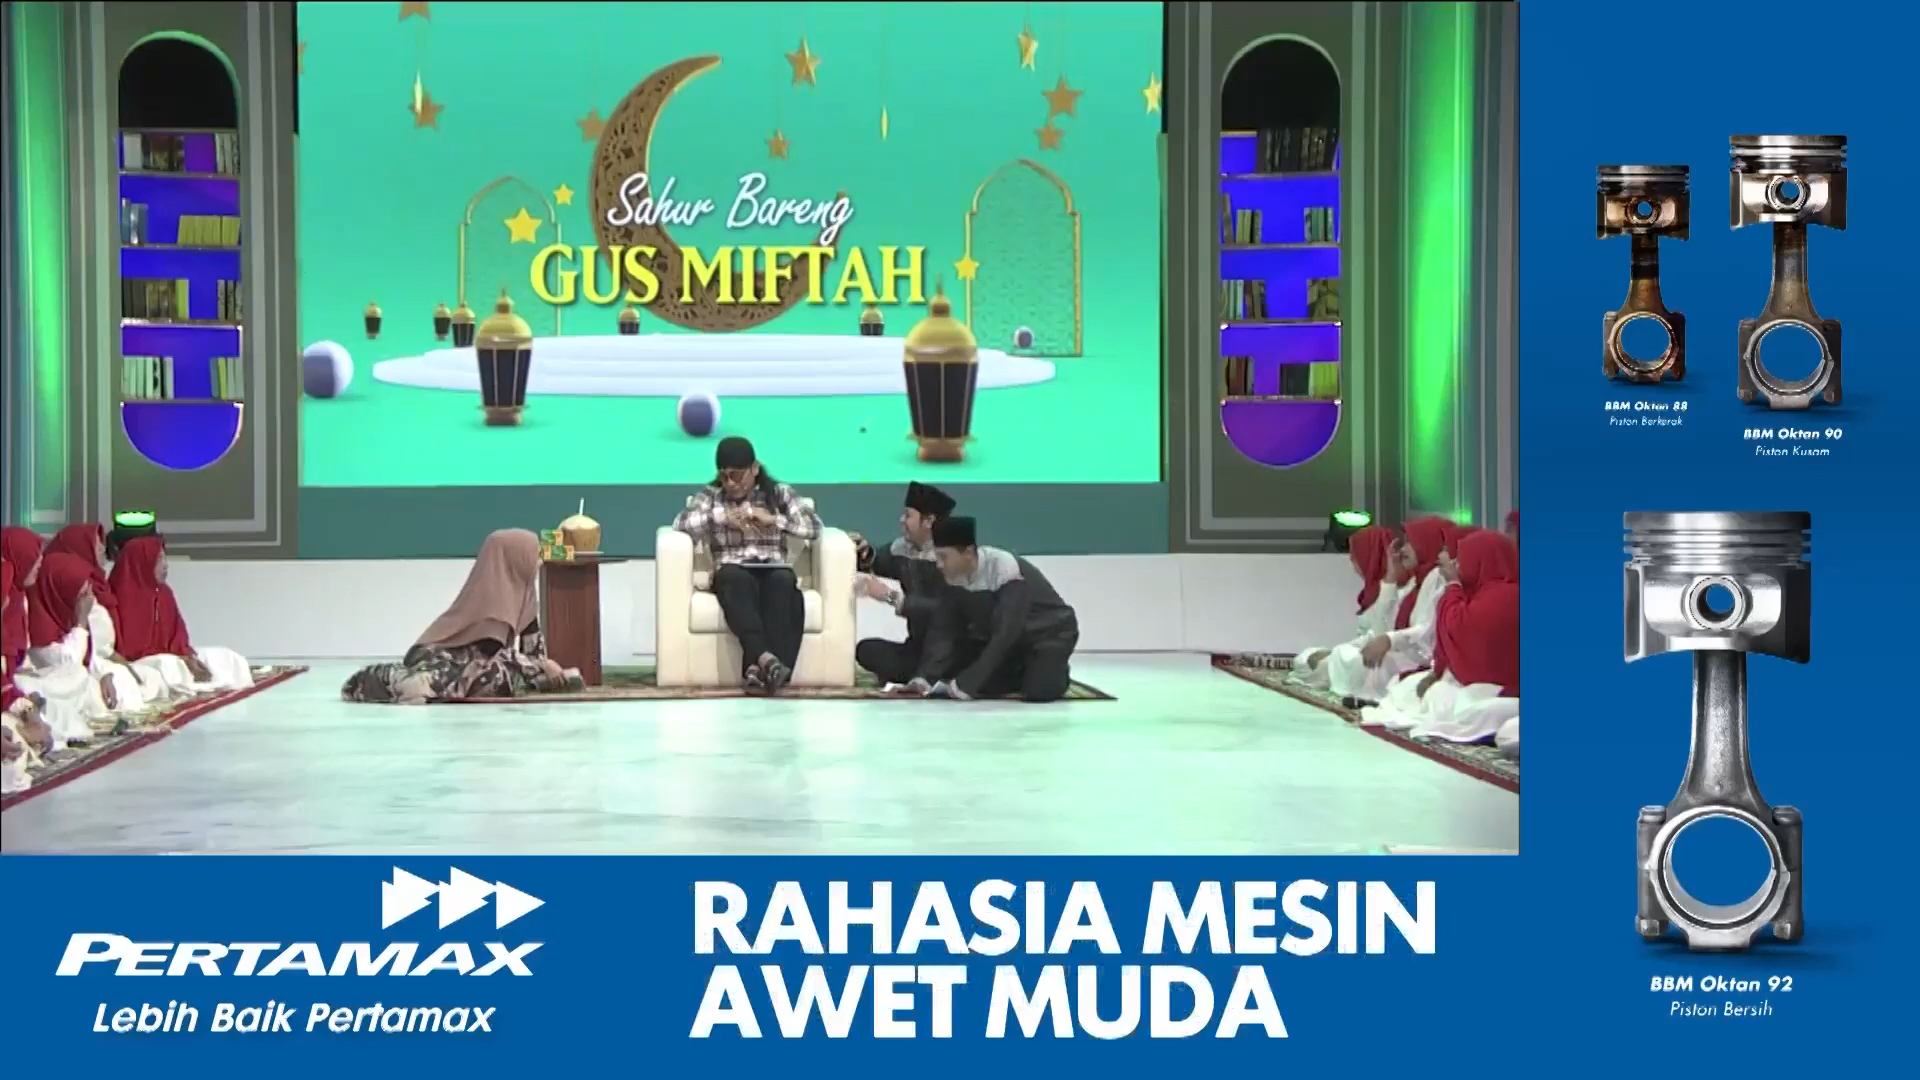 Sahur Bareng
GUS MIFTAH
BBM Oktan 88
Piston Berkerak
BBM Oktan 90
Piston Kusam
BBM Oktan 92
Piston Bersih
PERTAMAX
Lebih Baik Pertamax
RAHASIA MESIN
AWET MUDA